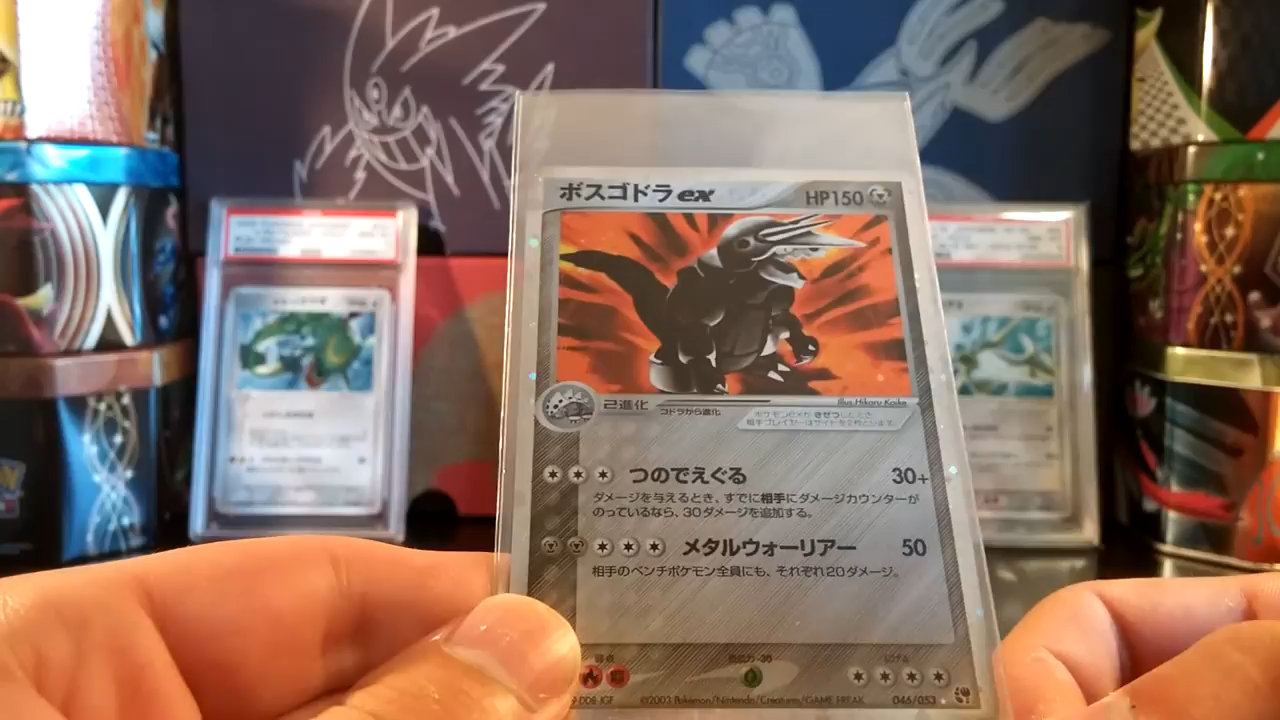 ボスゴドラex HP150
Illus. Hikaru Koike
2進化 コドラから進化
ポケモンexが きぜつしたとき、
相手プレイヤーはサイドを2枚とります。
つのでえぐる 30+
ダメージを与えるとき、すでに相手にダメージカウンターが
のっているなら、30ダメージを追加する。
メタルウォーリアー 50
相手のベンチポケモン全員にも、それぞれ20ダメージ。
弱点 抵抗力 -30 にげる
DDB-JGF ©2003 Pokémon/Nintendo/Creatures/GAME FREAK. 046/053